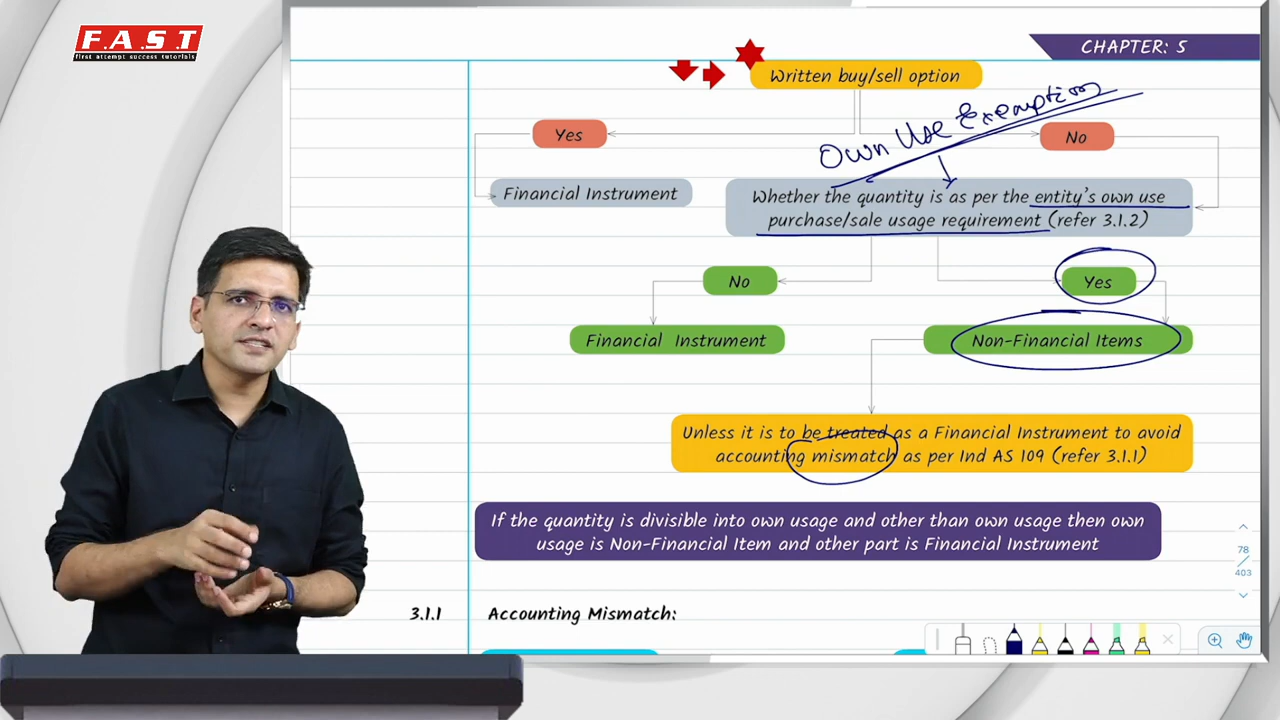 F.A.S.T
first attempt success tutorials
CHAPTER: 5
Written buy/sell option
Own Use Exemption
Yes
No
Financial Instrument
Whether the quantity is as per the entity's own use
purchase/sale usage requirement (refer 3.1.2)
No
Yes
Financial Instrument
Non-Financial Items
Unless it is to be treated as a Financial Instrument to avoid
accounting mismatch as per Ind AS 109 (refer 3.1.1)
If the quantity is divisible into own usage and other than own usage then own
usage is Non-Financial Item and other part is Financial Instrument
78
403
3.1.1 Accounting Mismatch: